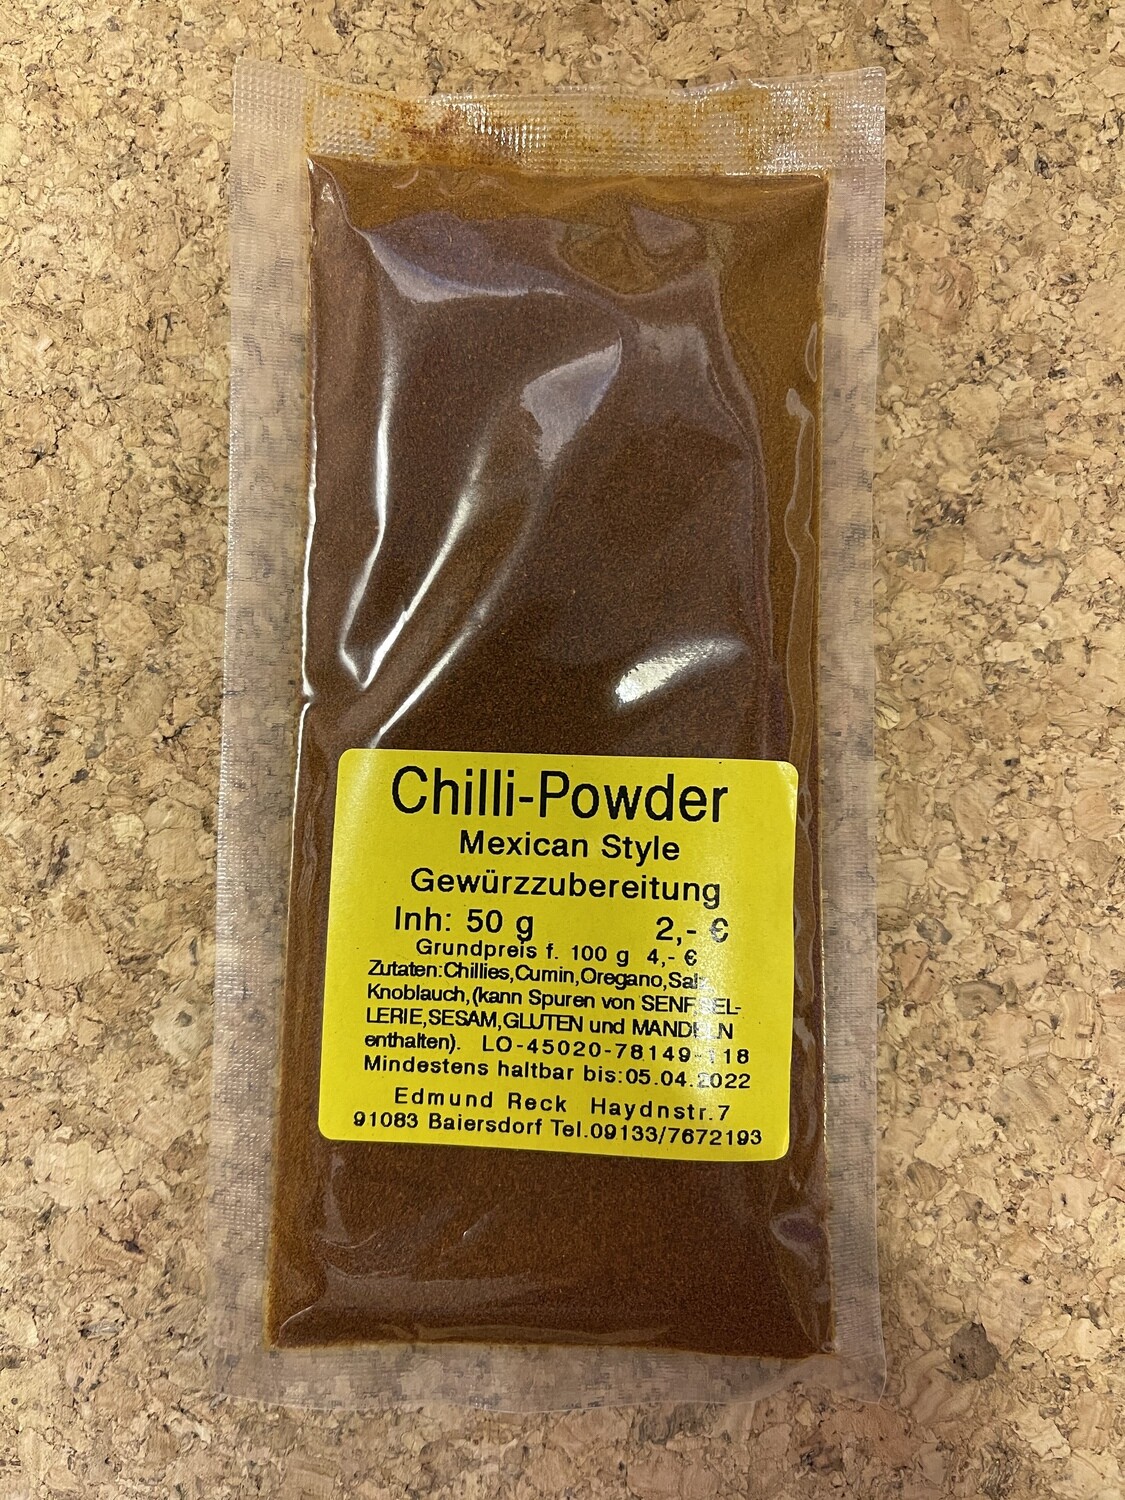 Chilli-Powder
Mexican Style
Gewürzzubereitung
Inh: 50 g 2,- €
Grundpreis f. 100 g 4,- €
Zutaten:Chillies,Cumin,Oregano,Salz,
Knoblauch,(kann Spuren von SENF,SEL-
LERIE,SESAM,GLUTEN und MANDELN
enthalten). LO-45020-78149-118
Mindestens haltbar bis:05.04.2022
Edmund Reck Haydnstr.7
91083 Baiersdorf Tel.09133/7672193